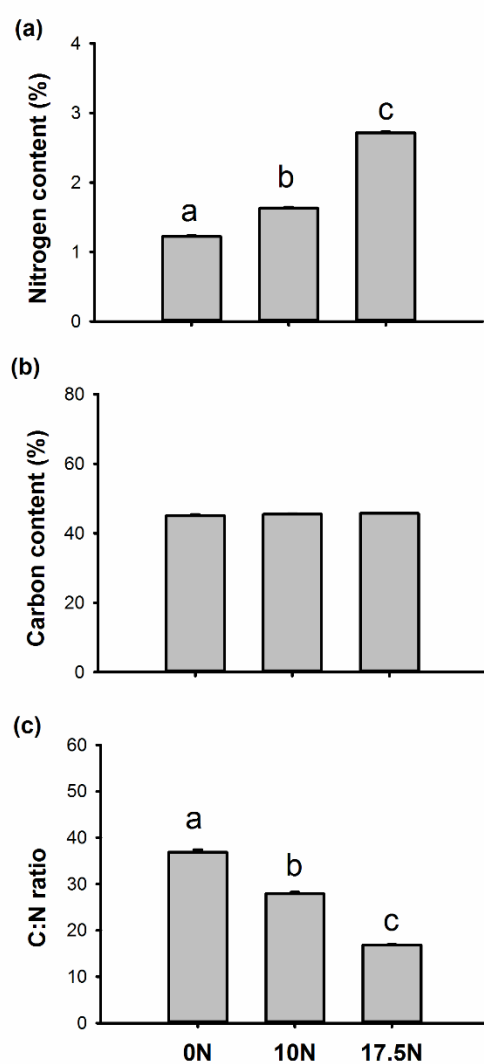 (a)
Nitrogen content (%)
4
3
2
1
0
a
b
c
(b)
Carbon content (%)
80
60
40
20
0
(c)
C:N ratio
60
50
40
30
20
10
0
a
b
c
0N 10N 17.5N